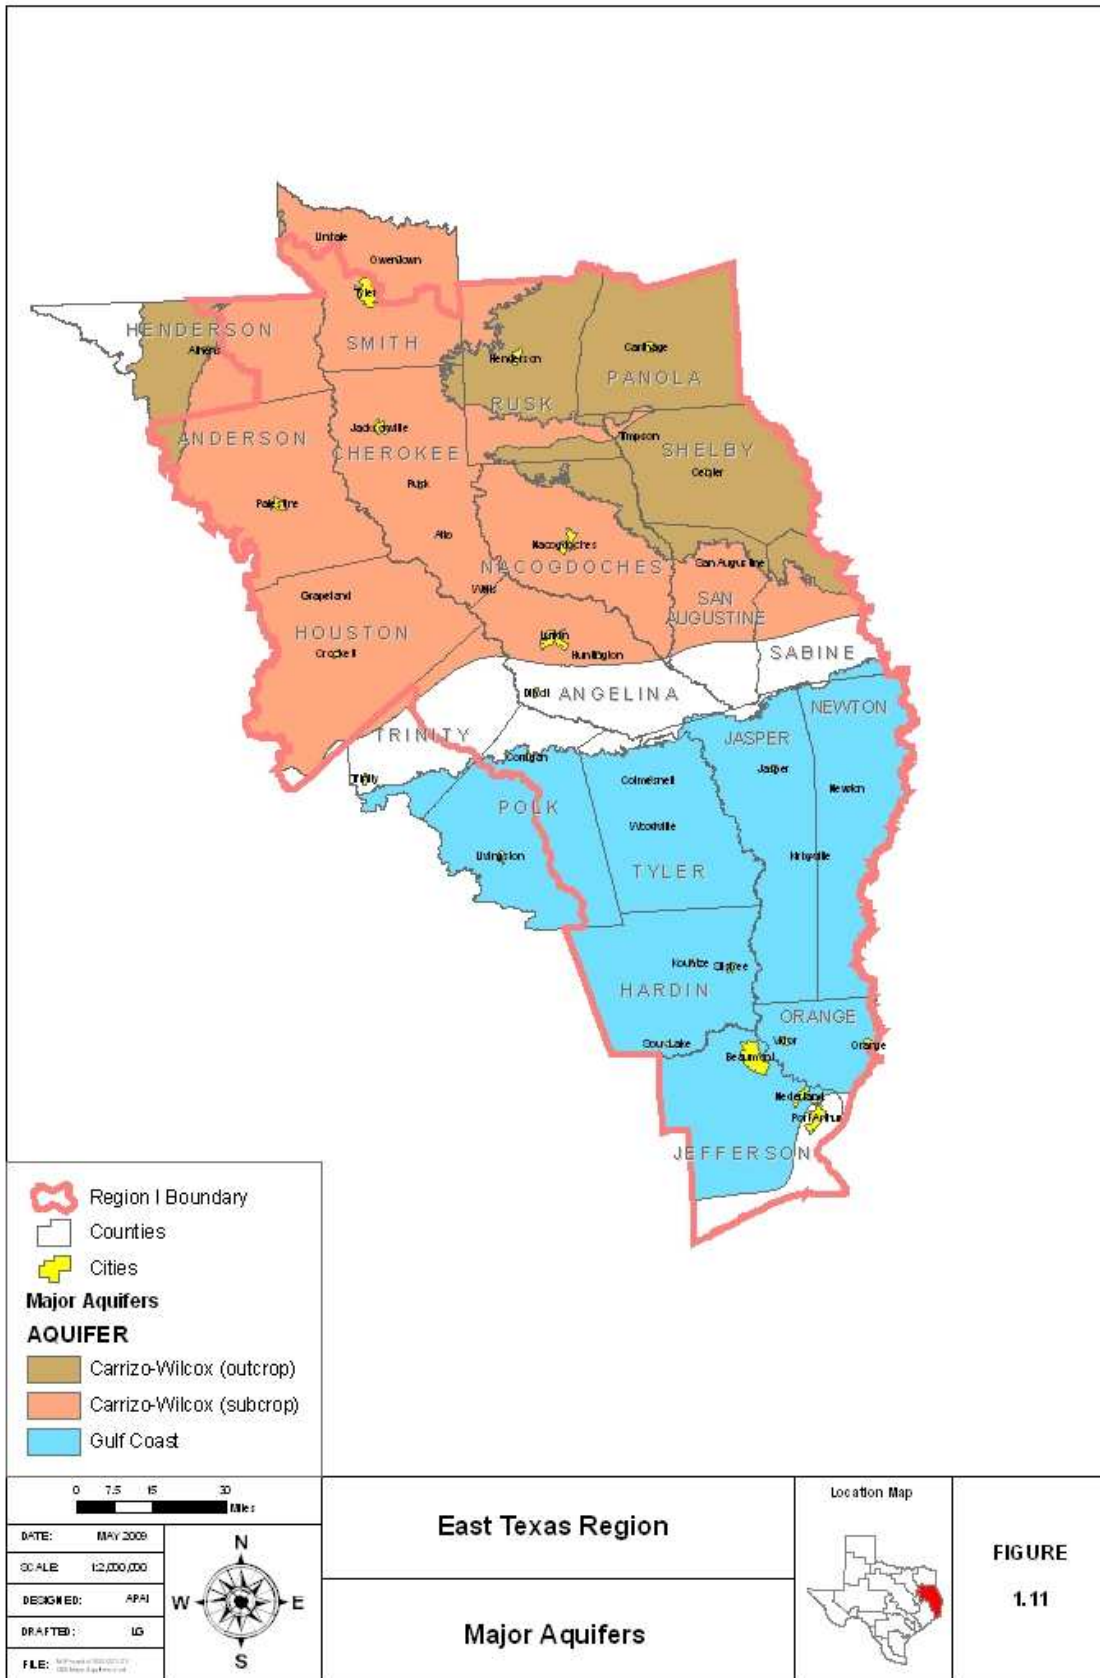 Lindale
Owentown
Tyler
HENDERSON
Athens
SMITH
Henderson
Carthage
PANOLA
RUSK
ANDERSON
Jacksonville
CHEROKEE
Timpson
SHELBY
Center
Rusk
Palestine
Alto
Nacogdoches
NACOGDOCHES
San Augustine
Wells
Grapeland
SAN
AUGUSTINE
HOUSTON
Crockett
Lufkin
Huntington
SABINE
Diboll
ANGELINA
NEWTON
TRINITY
JASPER
Corrigan
Trinity
Colmesneil
Jasper
Newton
POLK
Woodville
Livingston
Kirbyville
TYLER
Kountze
Silsbee
HARDIN
ORANGE
Sour Lake
Vidor
Orange
Beaumont
Nederland
Port Arthur
JEFFERSON
Region I Boundary
Counties
Cities
Major Aquifers
AQUIFER
Carrizo-Wilcox (outcrop)
Carrizo-Wilcox (subcrop)
Gulf Coast
0 7.5 15 30
Miles
DATE: MAY 2009
SCALE: 1:2,000,000
DESIGNED: APAI
DRAFTED: LG
FILE:
N
W E
S
East Texas Region
Major Aquifers
Location Map
FIGURE
1.11